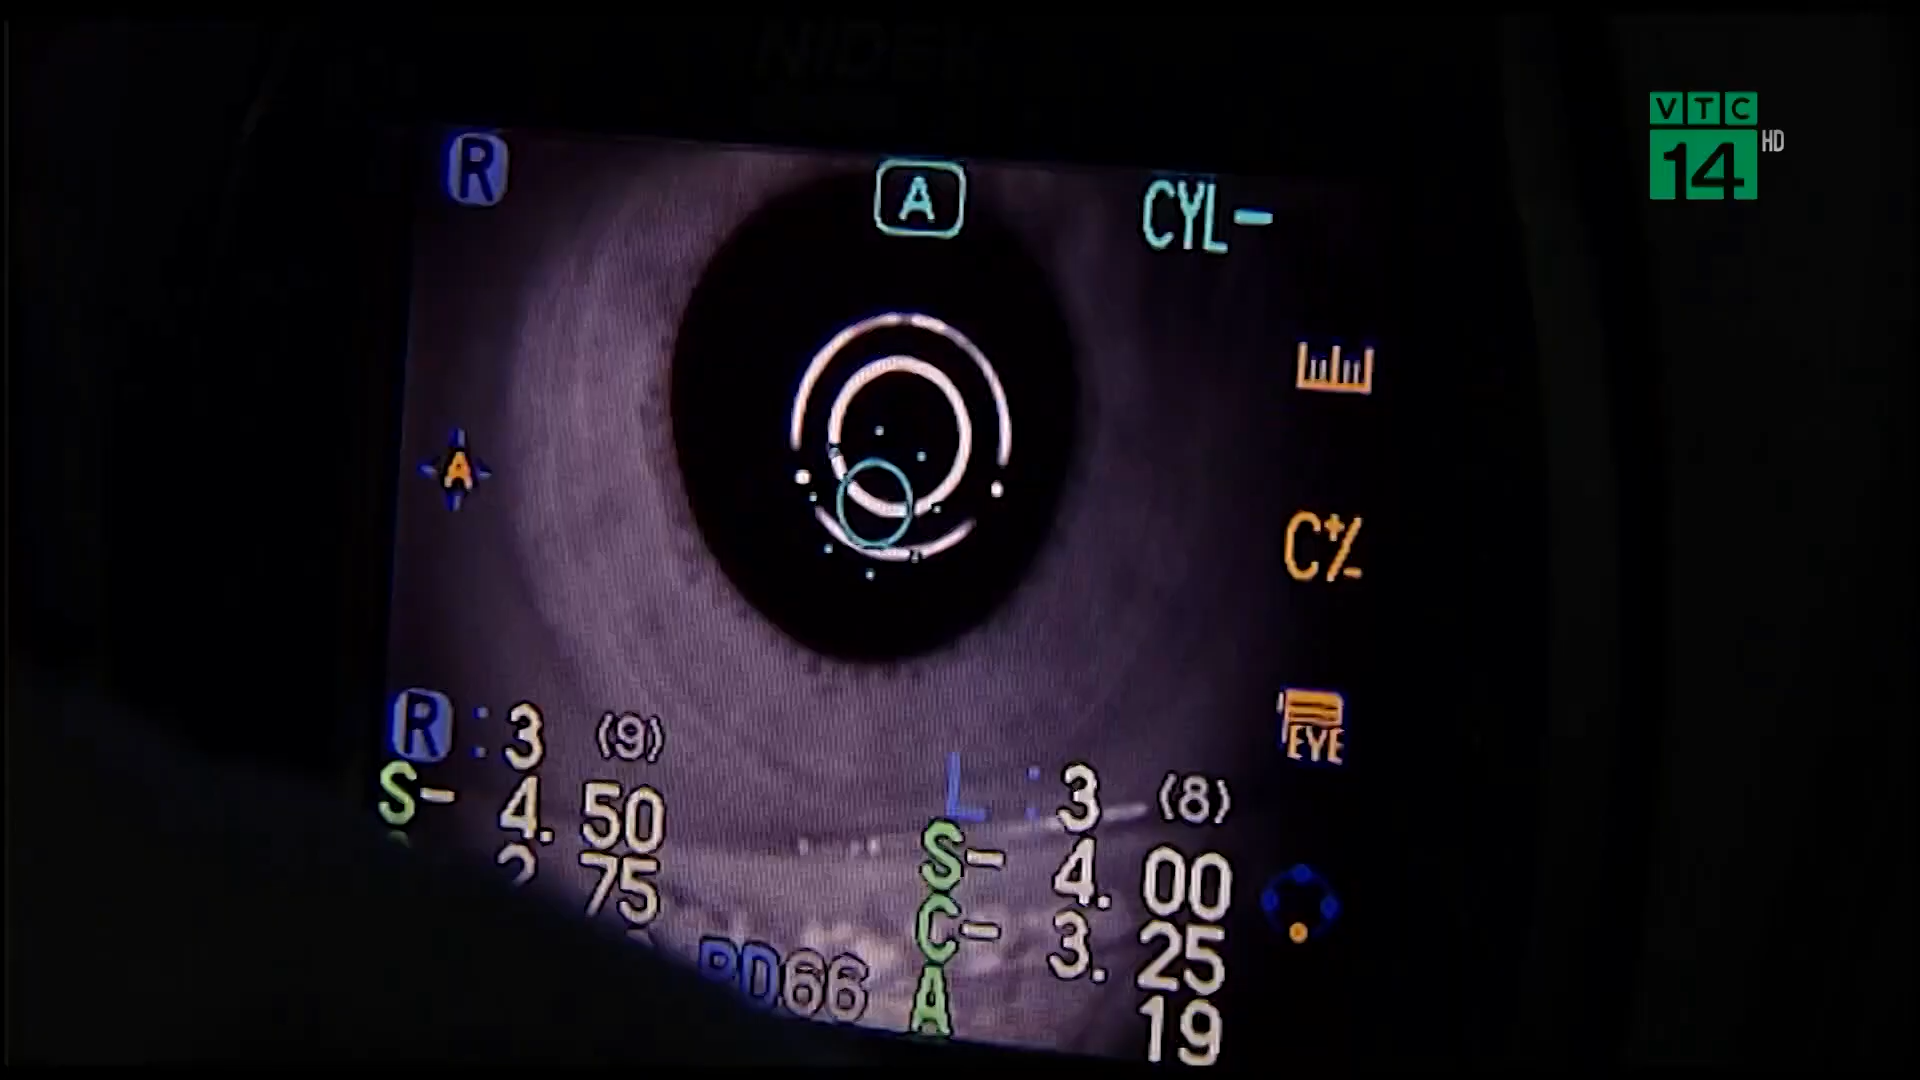 NIDEK
VTC
14 HD
R
A
CYL-
A
C+/-
EYE
R : 3 (9)
S- 4.50
2.75
PD66
L : 3 (8)
S- 4.00
C- 3.25
A 19